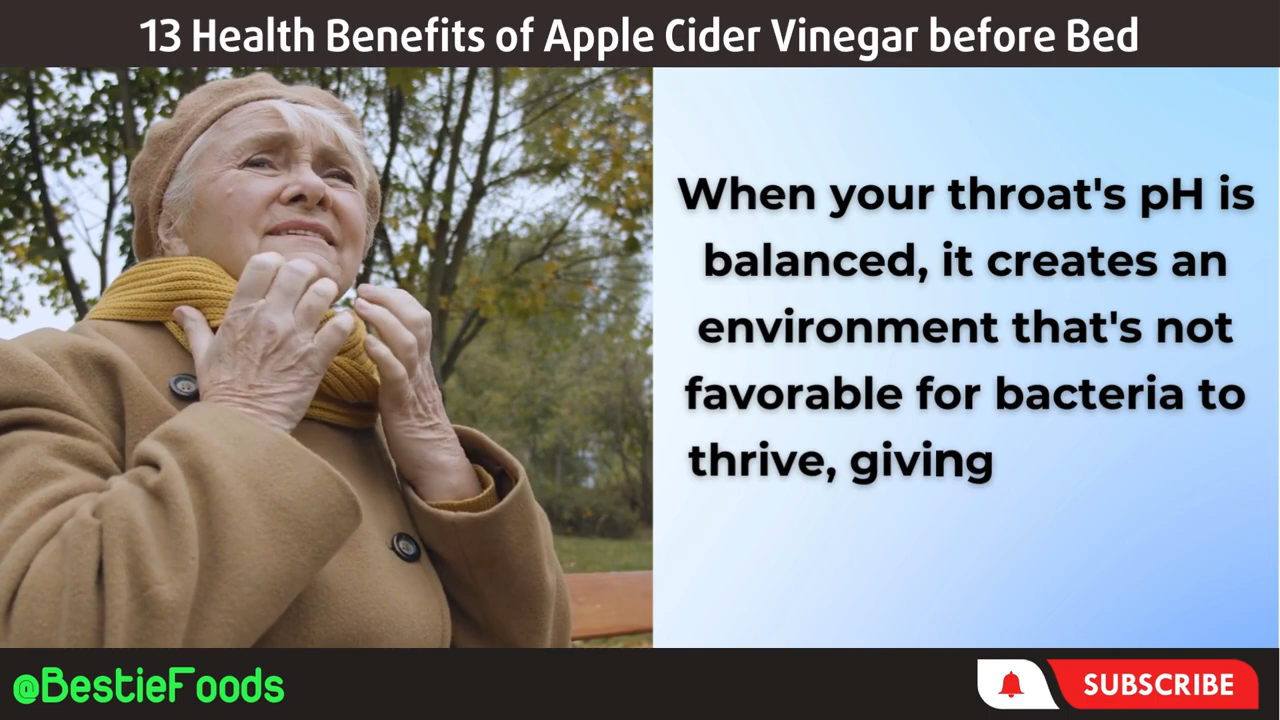 13 Health Benefits of Apple Cider Vinegar before Bed
When your throat's pH is
balanced, it creates an
environment that's not
favorable for bacteria to
thrive, giving
@BestieFoods
SUBSCRIBE